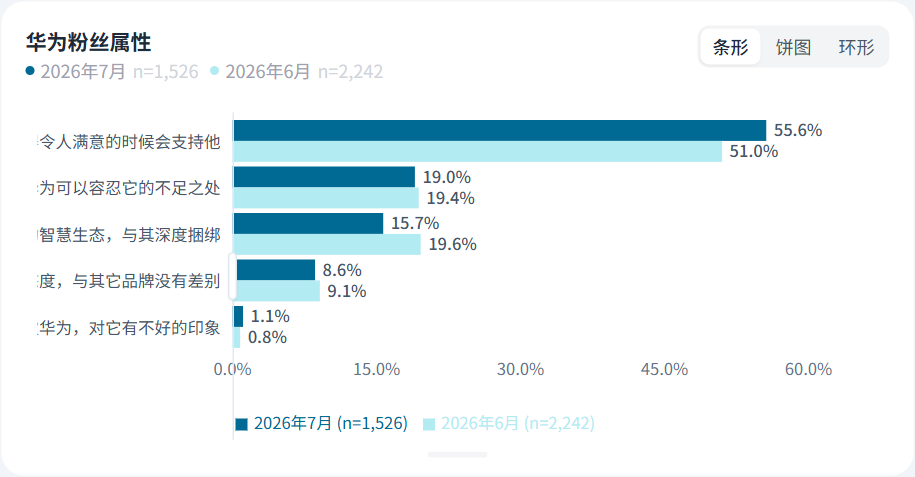 华为粉丝属性
条形 饼图 环形
2026年7月 n=1,526 2026年6月 n=2,242
令人满意的时候会支持他
55.6%
51.0%
为可以容忍它的不足之处
19.0%
19.4%
智慧生态，与其深度捆绑
15.7%
19.6%
度，与其它品牌没有差别
8.6%
9.1%
华为，对它有不好的印象
1.1%
0.8%
0.0% 15.0% 30.0% 45.0% 60.0%
2026年7月 (n=1,526) 2026年6月 (n=2,242)